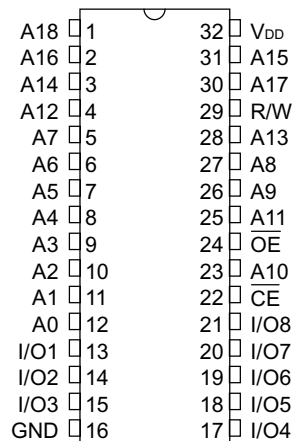 A18 1 32 VDD
A16 2 31 A15
A14 3 30 A17
A12 4 29 R/W
A7 5 28 A13
A6 6 27 A8
A5 7 26 A9
A4 8 25 A11
A3 9 24 O̅E̅
A2 10 23 A10
A1 11 22 C̅E̅
A0 12 21 I/O8
I/O1 13 20 I/O7
I/O2 14 19 I/O6
I/O3 15 18 I/O5
GND 16 17 I/O4